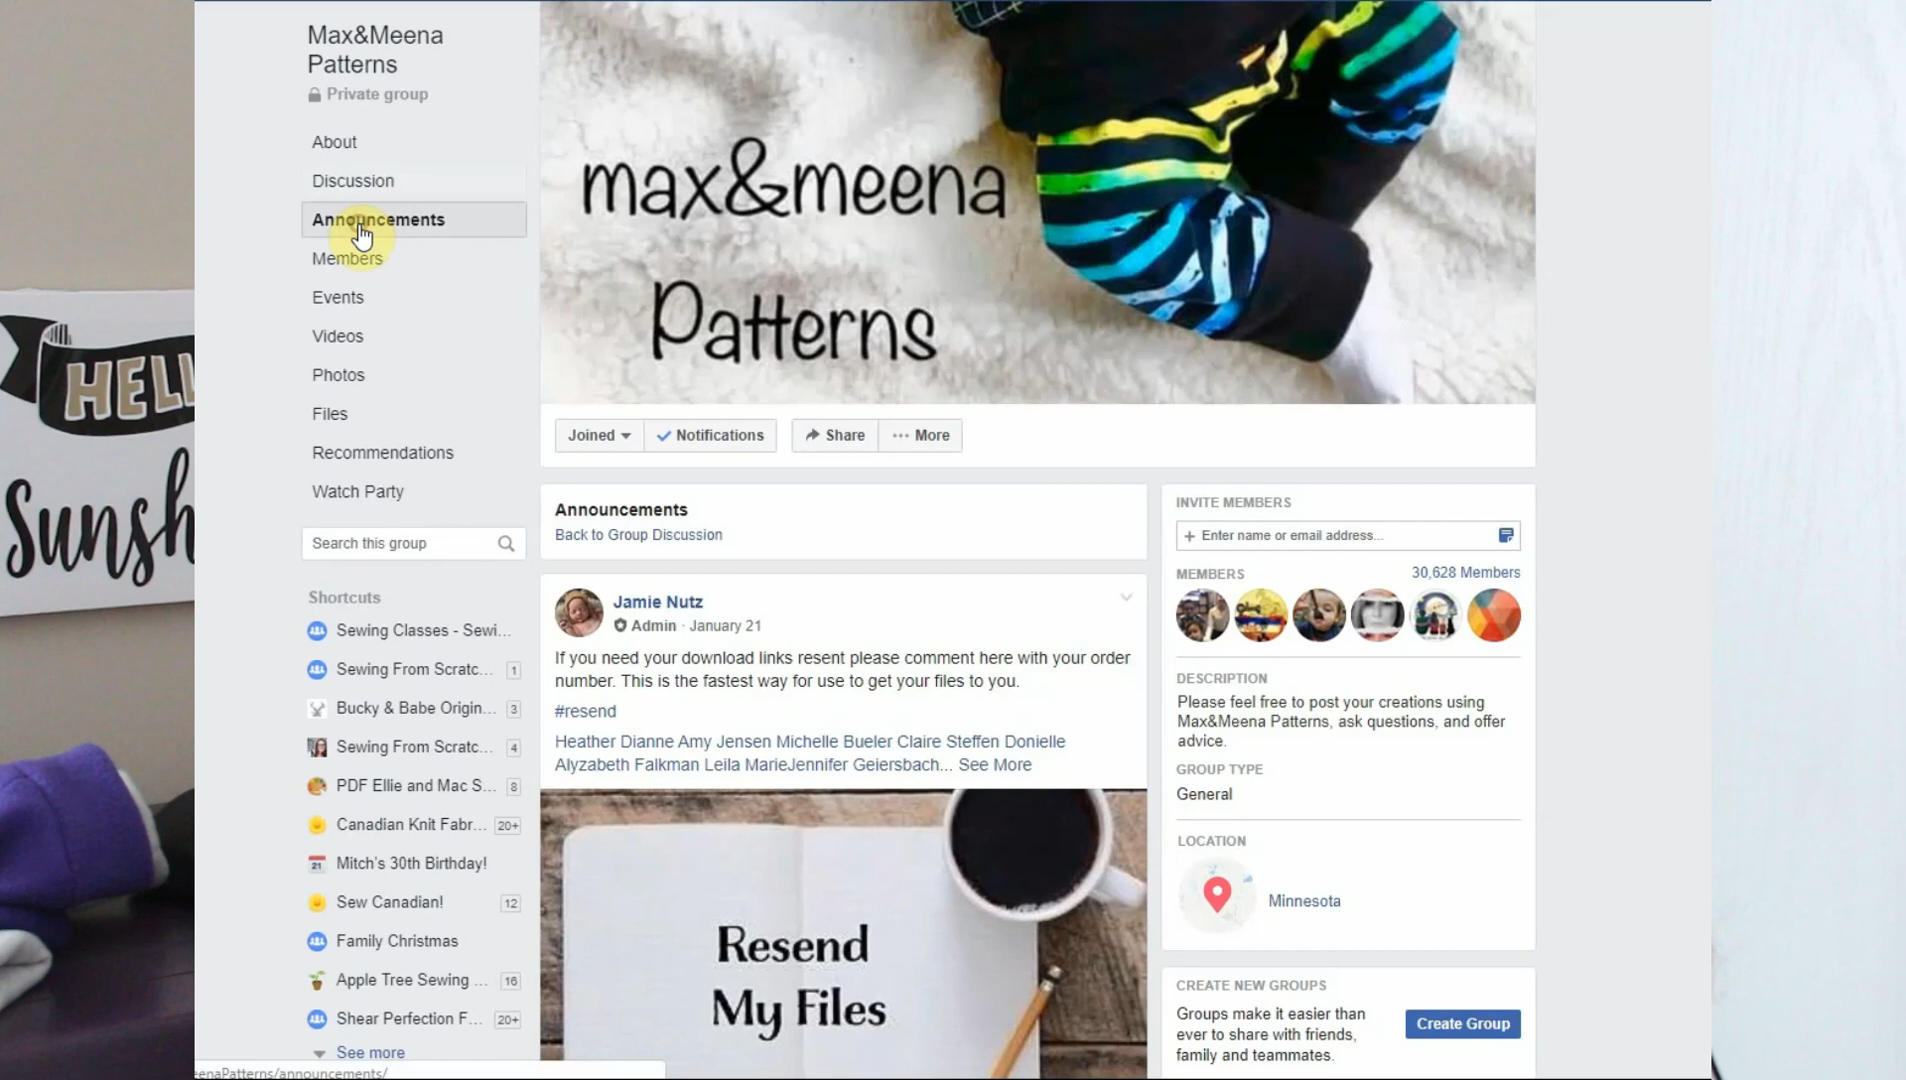 Max&Meena
Patterns
Private group
About
Discussion
Announcements
Members
Events
Videos
Photos
Files
Recommendations
Watch Party
Search this group
Shortcuts
Sewing Classes - Sewi...
Sewing From Scratc... 1
Bucky & Babe Origin... 3
Sewing From Scratc... 4
PDF Ellie and Mac S... 8
Canadian Knit Fabr... 20+
21 Mitch's 30th Birthday!
Sew Canadian! 12
Family Christmas
Apple Tree Sewing ... 16
Shear Perfection F... 20+
See more
eenaPatterns/announcements/
HELL
Sunsh
max&meena
Patterns
Joined
Notifications
Share
More
Announcements
Back to Group Discussion
Jamie Nutz
Admin · January 21
If you need your download links resent please comment here with your order
number. This is the fastest way for use to get your files to you.
#resend
Heather Dianne Amy Jensen Michelle Bueler Claire Steffen Donielle
Alyzabeth Falkman Leila MarieJennifer Geiersbach... See More
Resend
My Files
INVITE MEMBERS
+ Enter name or email address...
MEMBERS 30,628 Members
DESCRIPTION
Please feel free to post your creations using
Max&Meena Patterns, ask questions, and offer
advice.
GROUP TYPE
General
LOCATION
Minnesota
CREATE NEW GROUPS
Groups make it easier than
ever to share with friends,
family and teammates.
Create Group